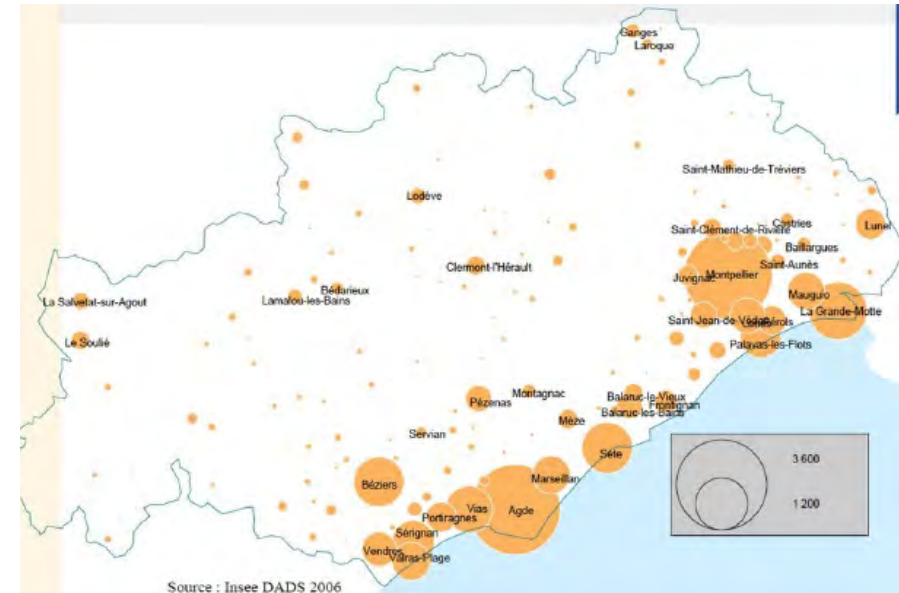 Ganges
Laroque
Saint-Mathieu-de-Tréviers
Lodève
Castries
Saint-Clément-de-Rivière
Lunel
Baillargues
Clermont-l'Hérault
Saint-Aunès
Juvignac
Montpellier
Bédarieux
Lamalou-les-Bains
La Salvetat-sur-Agout
Mauguio
La Grande-Motte
Saint Jean-de-Védas
Le Soulié
Palavas-les-Flots
Montagnac
Balaruc-le-Vieux
Pézenas
Frontignan
Balaruc-les-Bains
Mèze
Servian
Sète
3 600
Marseillan
Béziers
1 200
Vias
Agde
Portiragnes
Sérignan
Vendres
Valras-Plage
Source : Insee DADS 2006